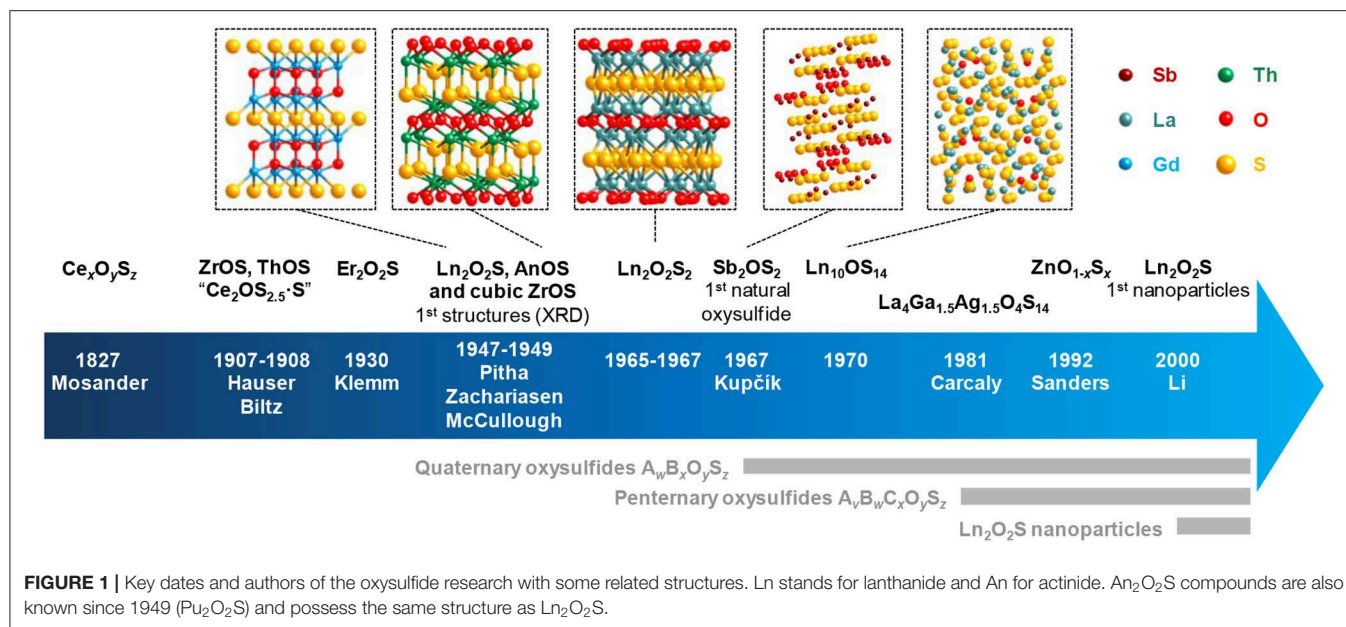 Sb Th
La O
Gd S
CeₓOᵧS_z
ZrOS, ThOS
“Ce₂OS₂.₅·S”
Er₂O₂S
Ln₂O₂S, AnOS
and cubic ZrOS
1ˢᵗ structures (XRD)
Ln₂O₂S₂
Sb₂OS₂
1ˢᵗ natural
oxysulfide
Ln₁₀OS₁₄
La₄Ga₁.₅Ag₁.₅O₄S₁₄
ZnO₁₋ₓSₓ
Ln₂O₂S
1ˢᵗ nanoparticles
1827
Mosander
1907-1908
Hauser
Biltz
1930
Klemm
1947-1949
Pitha
Zachariasen
McCullough
1965-1967
1967
Kupčík
1970
1981
Carcaly
1992
Sanders
2000
Li
Quaternary oxysulfides A_wBₓOᵧS_z
Penternary oxysulfides AᵥB_wCₓOᵧS_z
Ln₂O₂S nanoparticles
FIGURE 1 | Key dates and authors of the oxysulfide research with some related structures. Ln stands for lanthanide and An for actinide. An₂O₂S compounds are also
known since 1949 (Pu₂O₂S) and possess the same structure as Ln₂O₂S.